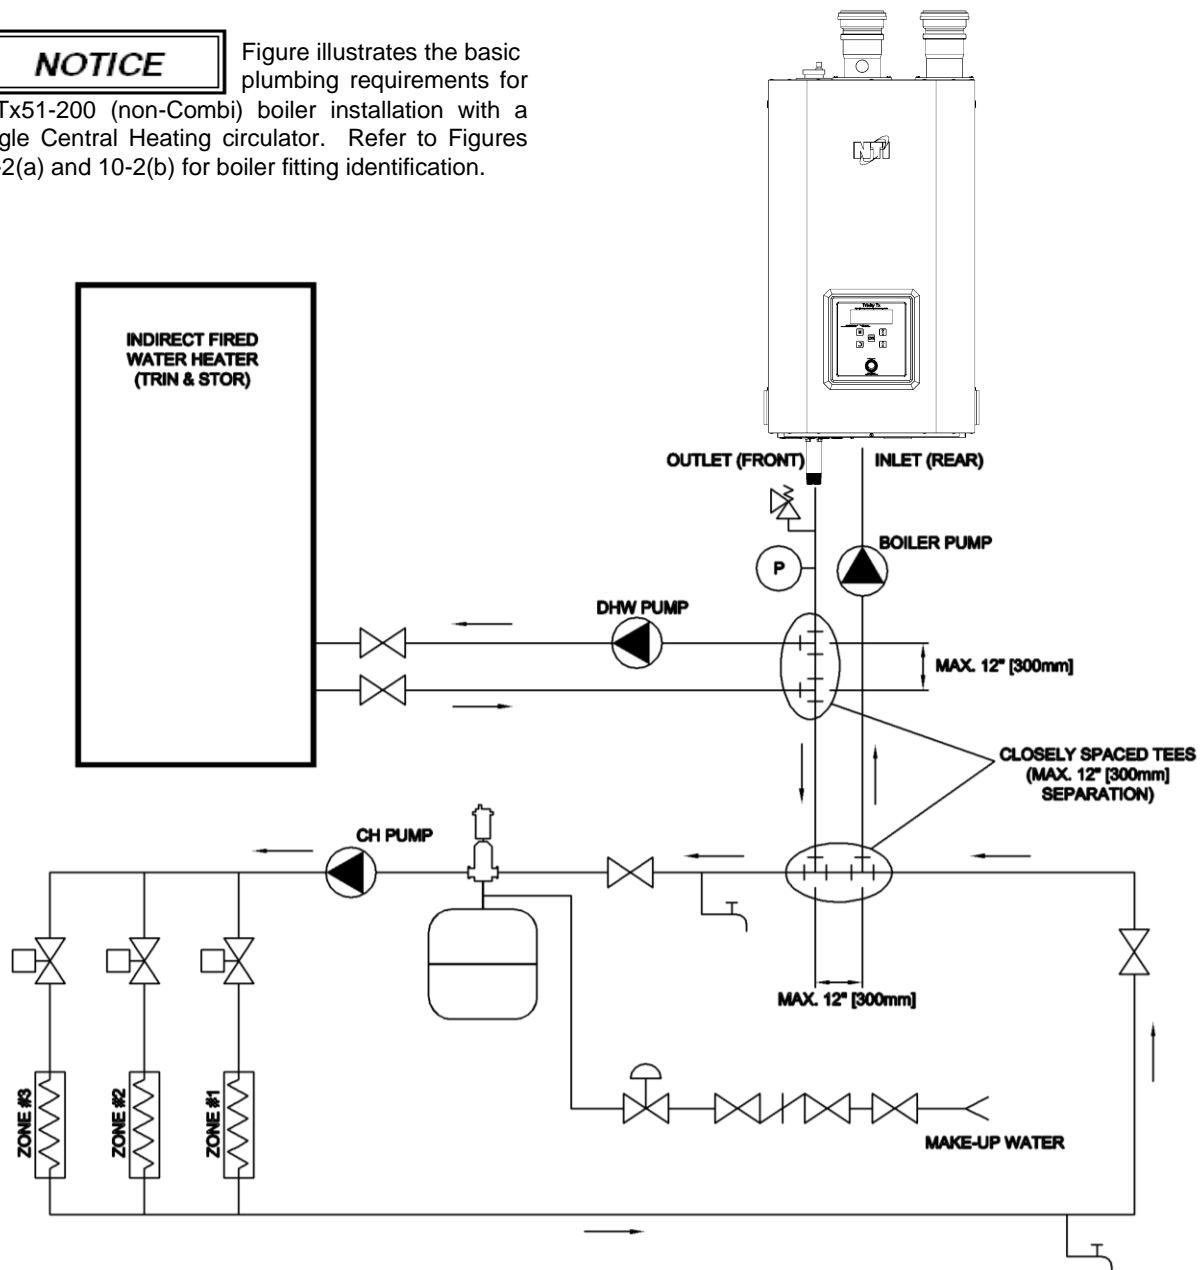 NOTICE
Figure illustrates the basic
plumbing requirements for
Tx51-200 (non-Combi) boiler installation with a
gle Central Heating circulator. Refer to Figures
-2(a) and 10-2(b) for boiler fitting identification.
NTI
Trinity Tx
INDIRECT FIRED
WATER HEATER
(TRIN & STOR)
OUTLET (FRONT)
INLET (REAR)
BOILER PUMP
P
DHW PUMP
MAX. 12" [300mm]
CLOSELY SPACED TEES
(MAX. 12" [300mm]
SEPARATION)
CH PUMP
MAX. 12" [300mm]
ZONE #3
ZONE #2
ZONE #1
MAKE-UP WATER